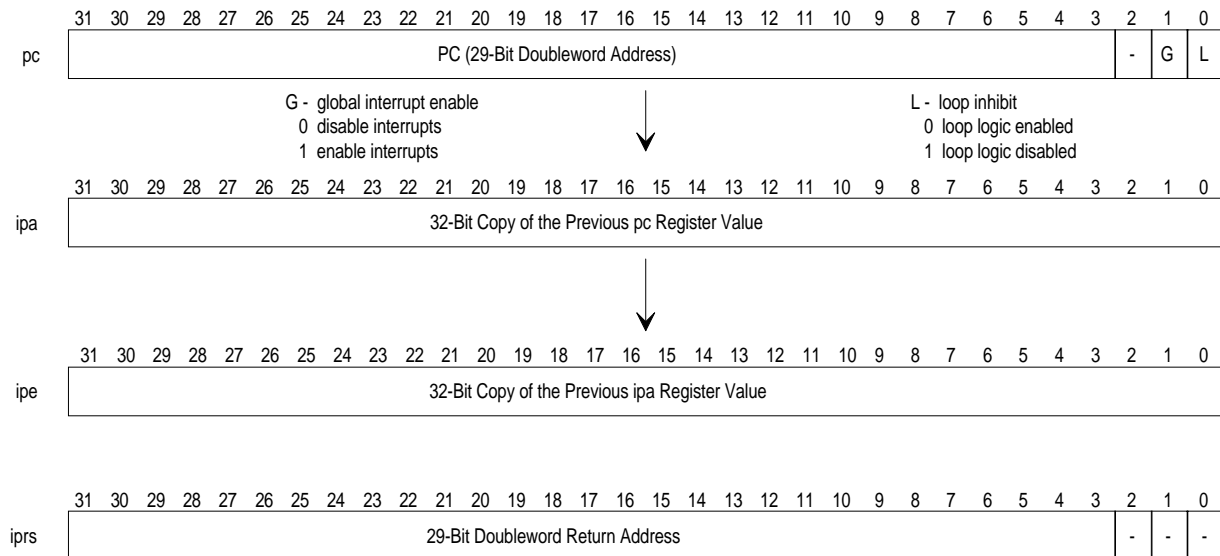 31 30 29 28 27 26 25 24 23 22 21 20 19 18 17 16 15 14 13 12 11 10 9 8 7 6 5 4 3 2 1 0
pc PC (29-Bit Doubleword Address) - G L
G - global interrupt enable L - loop inhibit
0 disable interrupts 0 loop logic enabled
1 enable interrupts 1 loop logic disabled
31 30 29 28 27 26 25 24 23 22 21 20 19 18 17 16 15 14 13 12 11 10 9 8 7 6 5 4 3 2 1 0
ipa 32-Bit Copy of the Previous pc Register Value
31 30 29 28 27 26 25 24 23 22 21 20 19 18 17 16 15 14 13 12 11 10 9 8 7 6 5 4 3 2 1 0
ipe 32-Bit Copy of the Previous ipa Register Value
31 30 29 28 27 26 25 24 23 22 21 20 19 18 17 16 15 14 13 12 11 10 9 8 7 6 5 4 3 2 1 0
iprs 29-Bit Doubleword Return Address - - -